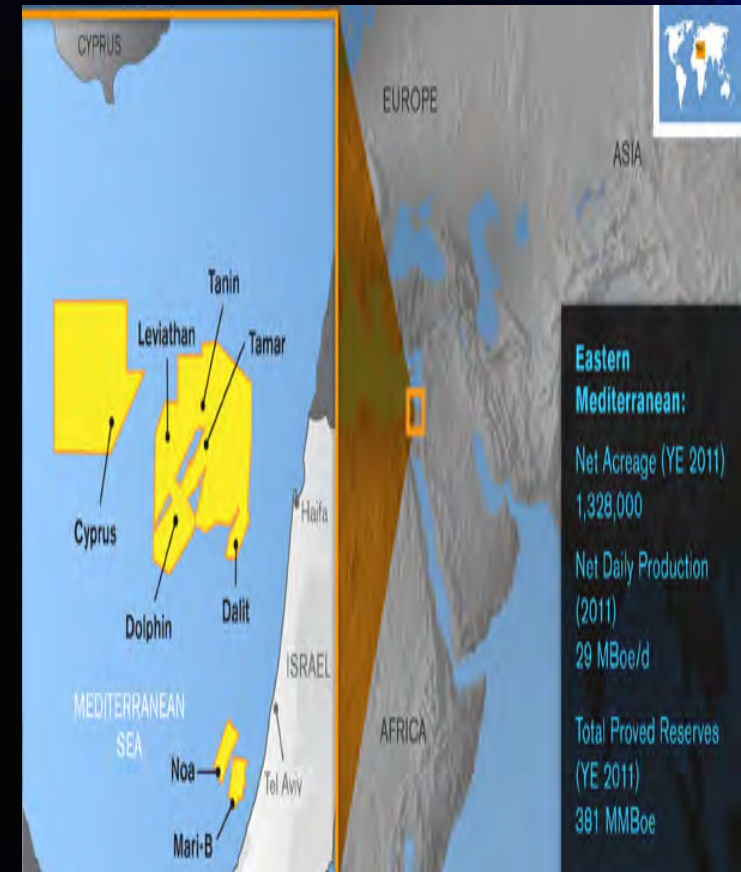 CYPRUS
Tanin
Leviathan
Tamar
Cyprus
Haifa
Dolphin
Dalit
ISRAEL
MEDITERRANEAN
SEA
Noa
Tel Aviv
Mari-B
EUROPE
ASIA
AFRICA
Eastern
Mediterranean:
Net Acreage (YE 2011)
1,328,000
Net Daily Production
(2011)
29 MBoe/d
Total Proved Reserves
(YE 2011)
381 MMBoe